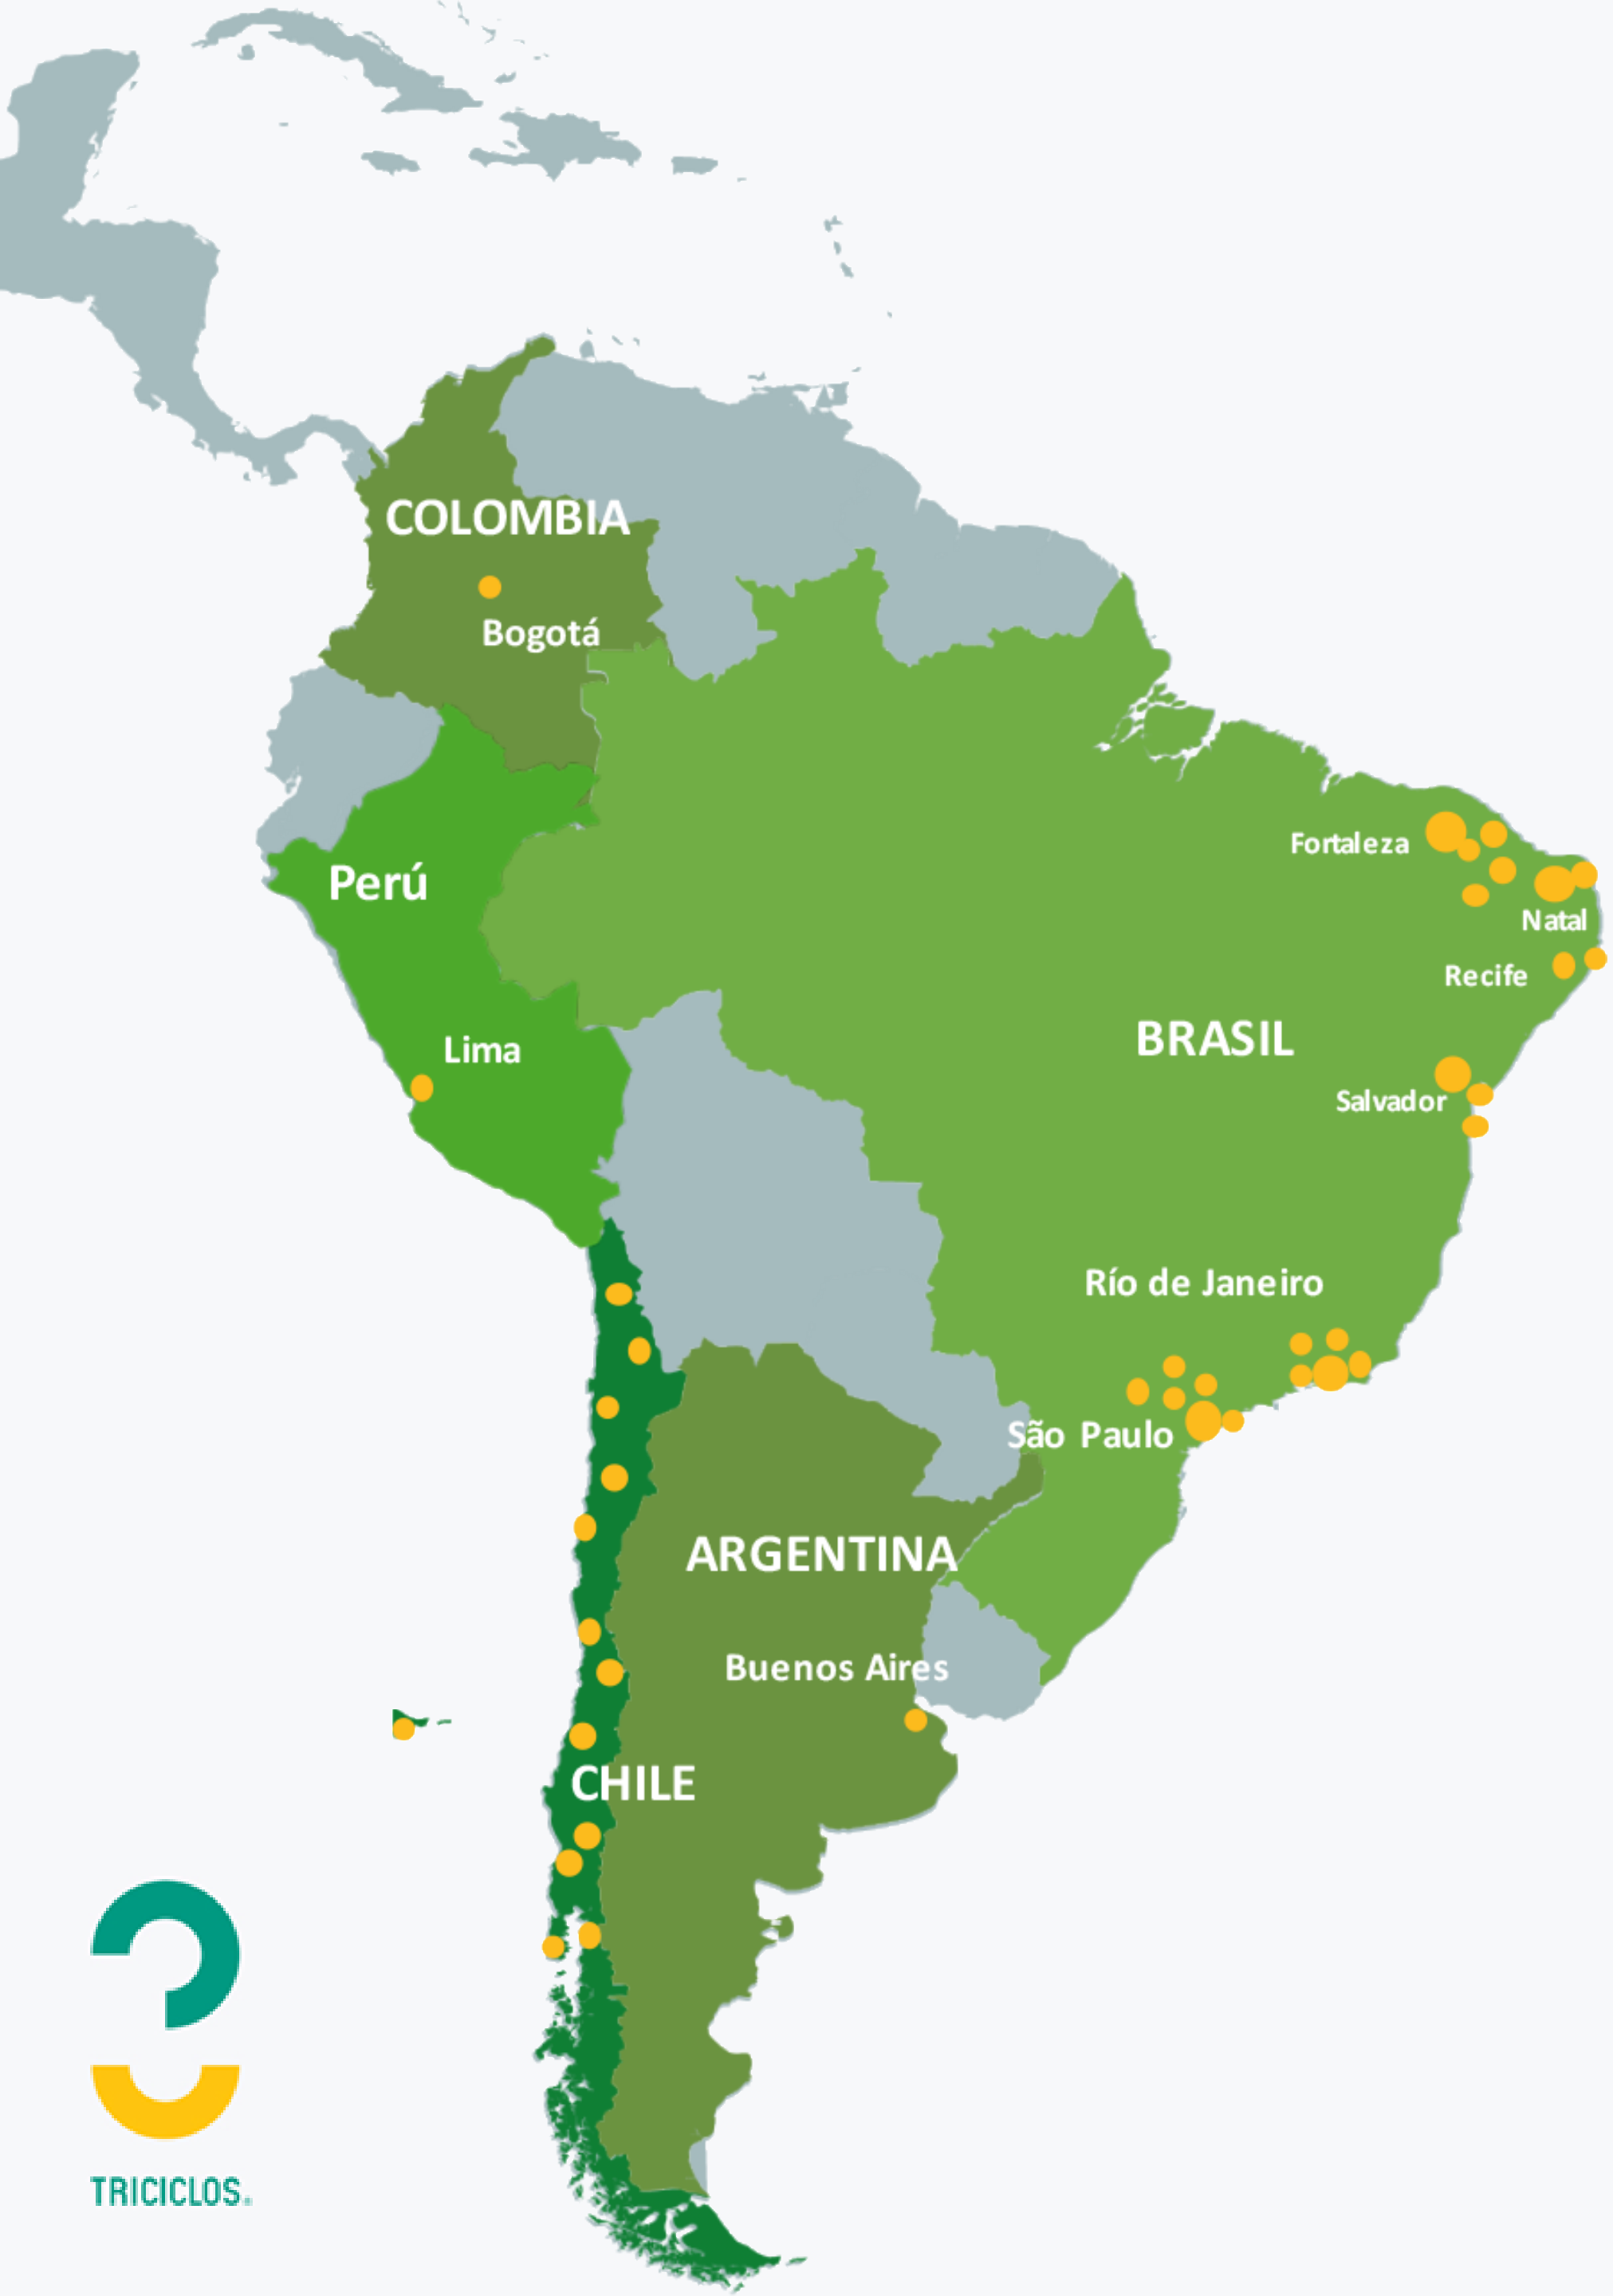 COLOMBIA
Bogotá
Fortaleza
Perú
Natal
Recife
BRASIL
Lima
Salvador
Río de Janeiro
São Paulo
ARGENTINA
Buenos Aires
CHILE
TRICICLOS®